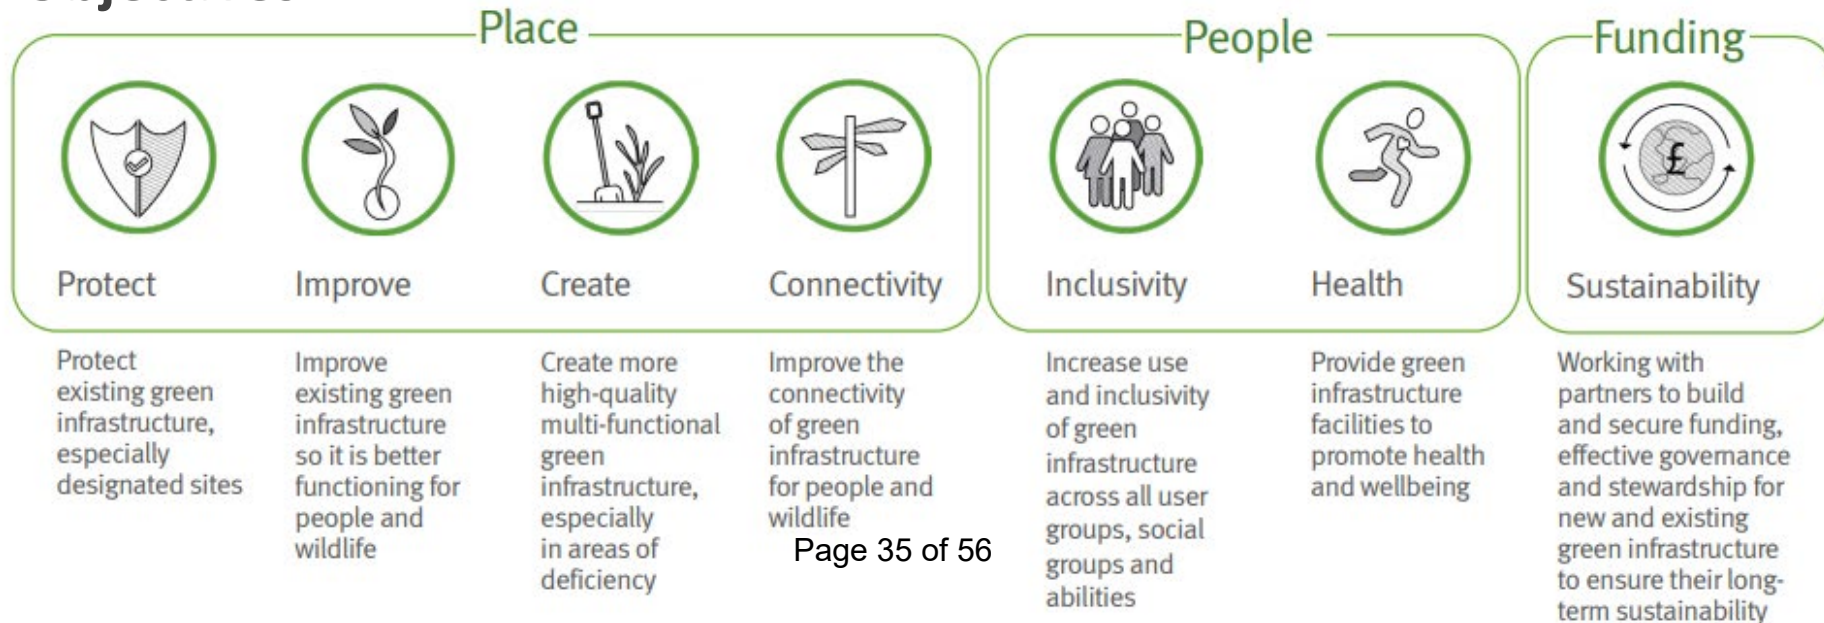 Place
Protect
Improve
Create
Connectivity
People
Inclusivity
Health
Funding
£
Sustainability
Protect
existing green
infrastructure,
especially
designated sites
Improve
existing green
infrastructure
so it is better
functioning for
people and
wildlife
Create more
high-quality
multi-functional
green
infrastructure,
especially
in areas of
deficiency
Improve the
connectivity
of green
infrastructure
for people and
wildlife
Increase use
and inclusivity
of green
infrastructure
across all user
groups, social
groups and
abilities
Provide green
infrastructure
facilities to
promote health
and wellbeing
Working with
partners to build
and secure funding,
effective governance
and stewardship for
new and existing
green infrastructure
to ensure their long-
term sustainability
Page 35 of 56